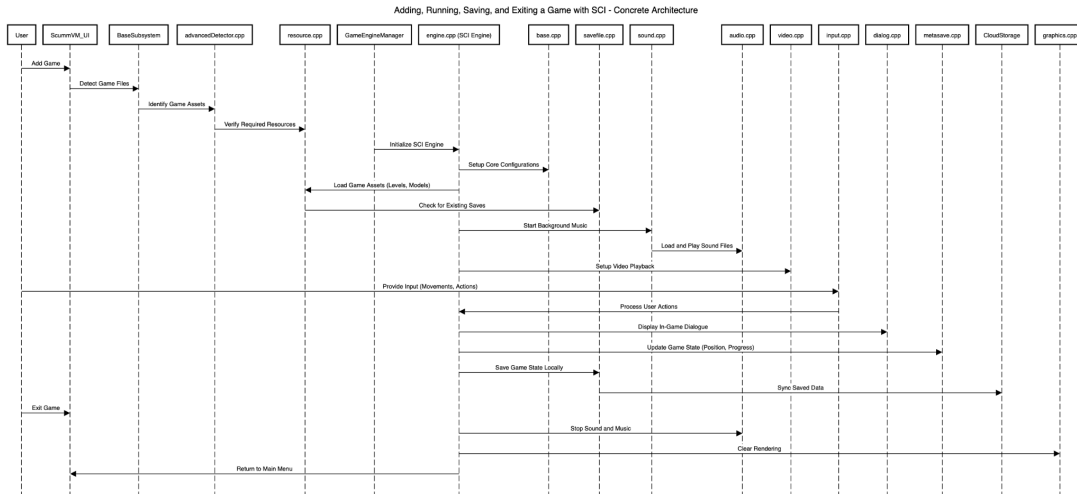 Adding, Running, Saving, and Exiting a Game with SCI - Concrete Architecture
User
ScummVM_UI
BaseSubsystem
advancedDetector.cpp
resource.cpp
GameEngineManager
engine.cpp (SCI Engine)
base.cpp
savefile.cpp
sound.cpp
audio.cpp
video.cpp
input.cpp
dialog.cpp
metasave.cpp
CloudStorage
graphics.cpp
Add Game
Detect Game Files
Identify Game Assets
Verify Required Resources
Initialize SCI Engine
Setup Core Configurations
Load Game Assets (Levels, Models)
Check for Existing Saves
Start Background Music
Load and Play Sound Files
Setup Video Playback
Provide Input (Movements, Actions)
Process User Actions
Display In-Game Dialogue
Update Game State (Position, Progress)
Save Game State Locally
Sync Saved Data
Exit Game
Stop Sound and Music
Clear Rendering
Return to Main Menu